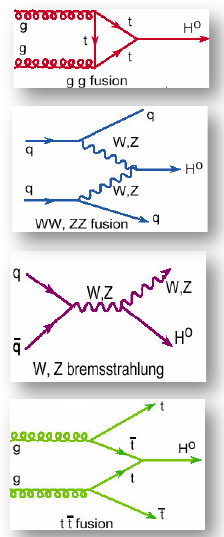 g
g
t
t
t
H⁰
g g fusion
q
q
q
q
W,Z
W,Z
H⁰
WW, ZZ fusion
q
q̄
W,Z
W,Z
H⁰
W, Z bremsstrahlung
g
g
t
t̄
t
t̄
H⁰
t t̄ fusion